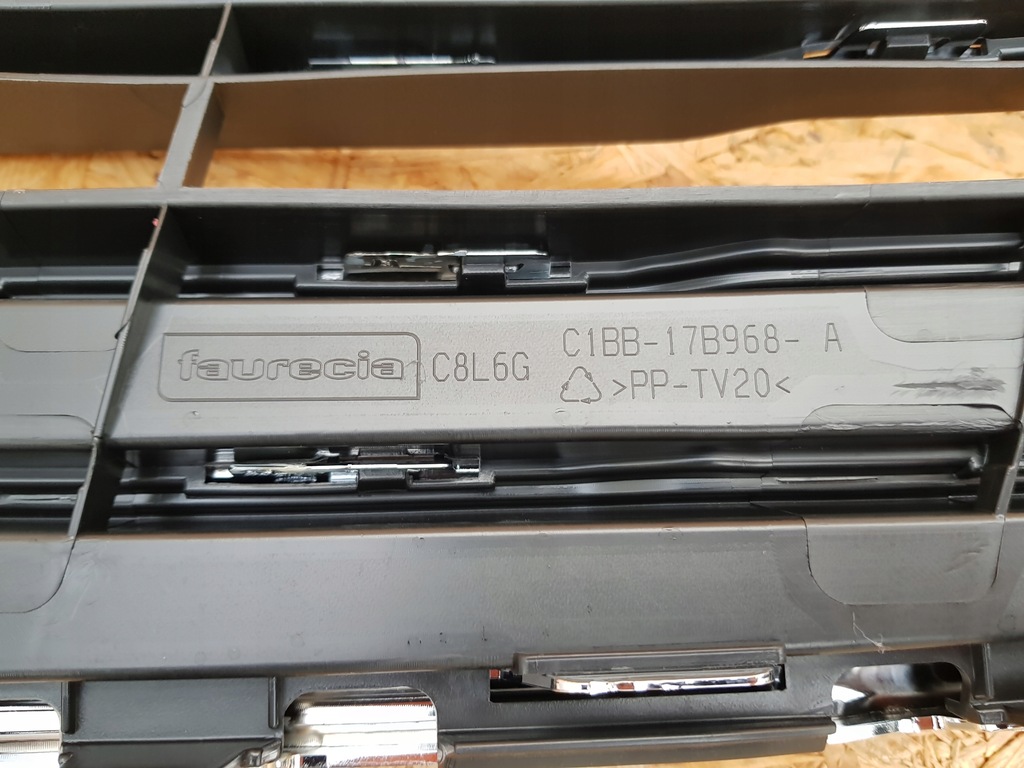 faurecia C8L6G C1BB-17B968- A
>PP-TV20<